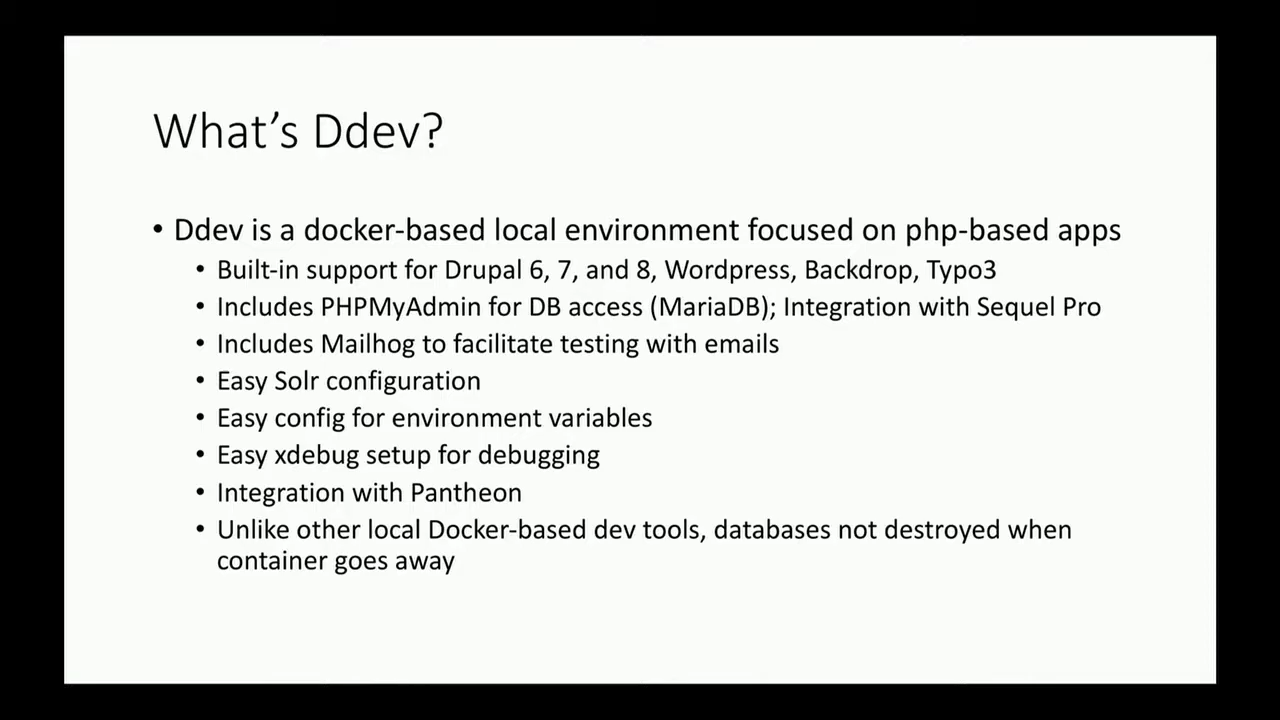 What's Ddev?
• Ddev is a docker-based local environment focused on php-based apps
• Built-in support for Drupal 6, 7, and 8, Wordpress, Backdrop, Typo3
• Includes PHPMyAdmin for DB access (MariaDB); Integration with Sequel Pro
• Includes Mailhog to facilitate testing with emails
• Easy Solr configuration
• Easy config for environment variables
• Easy xdebug setup for debugging
• Integration with Pantheon
• Unlike other local Docker-based dev tools, databases not destroyed when
container goes away